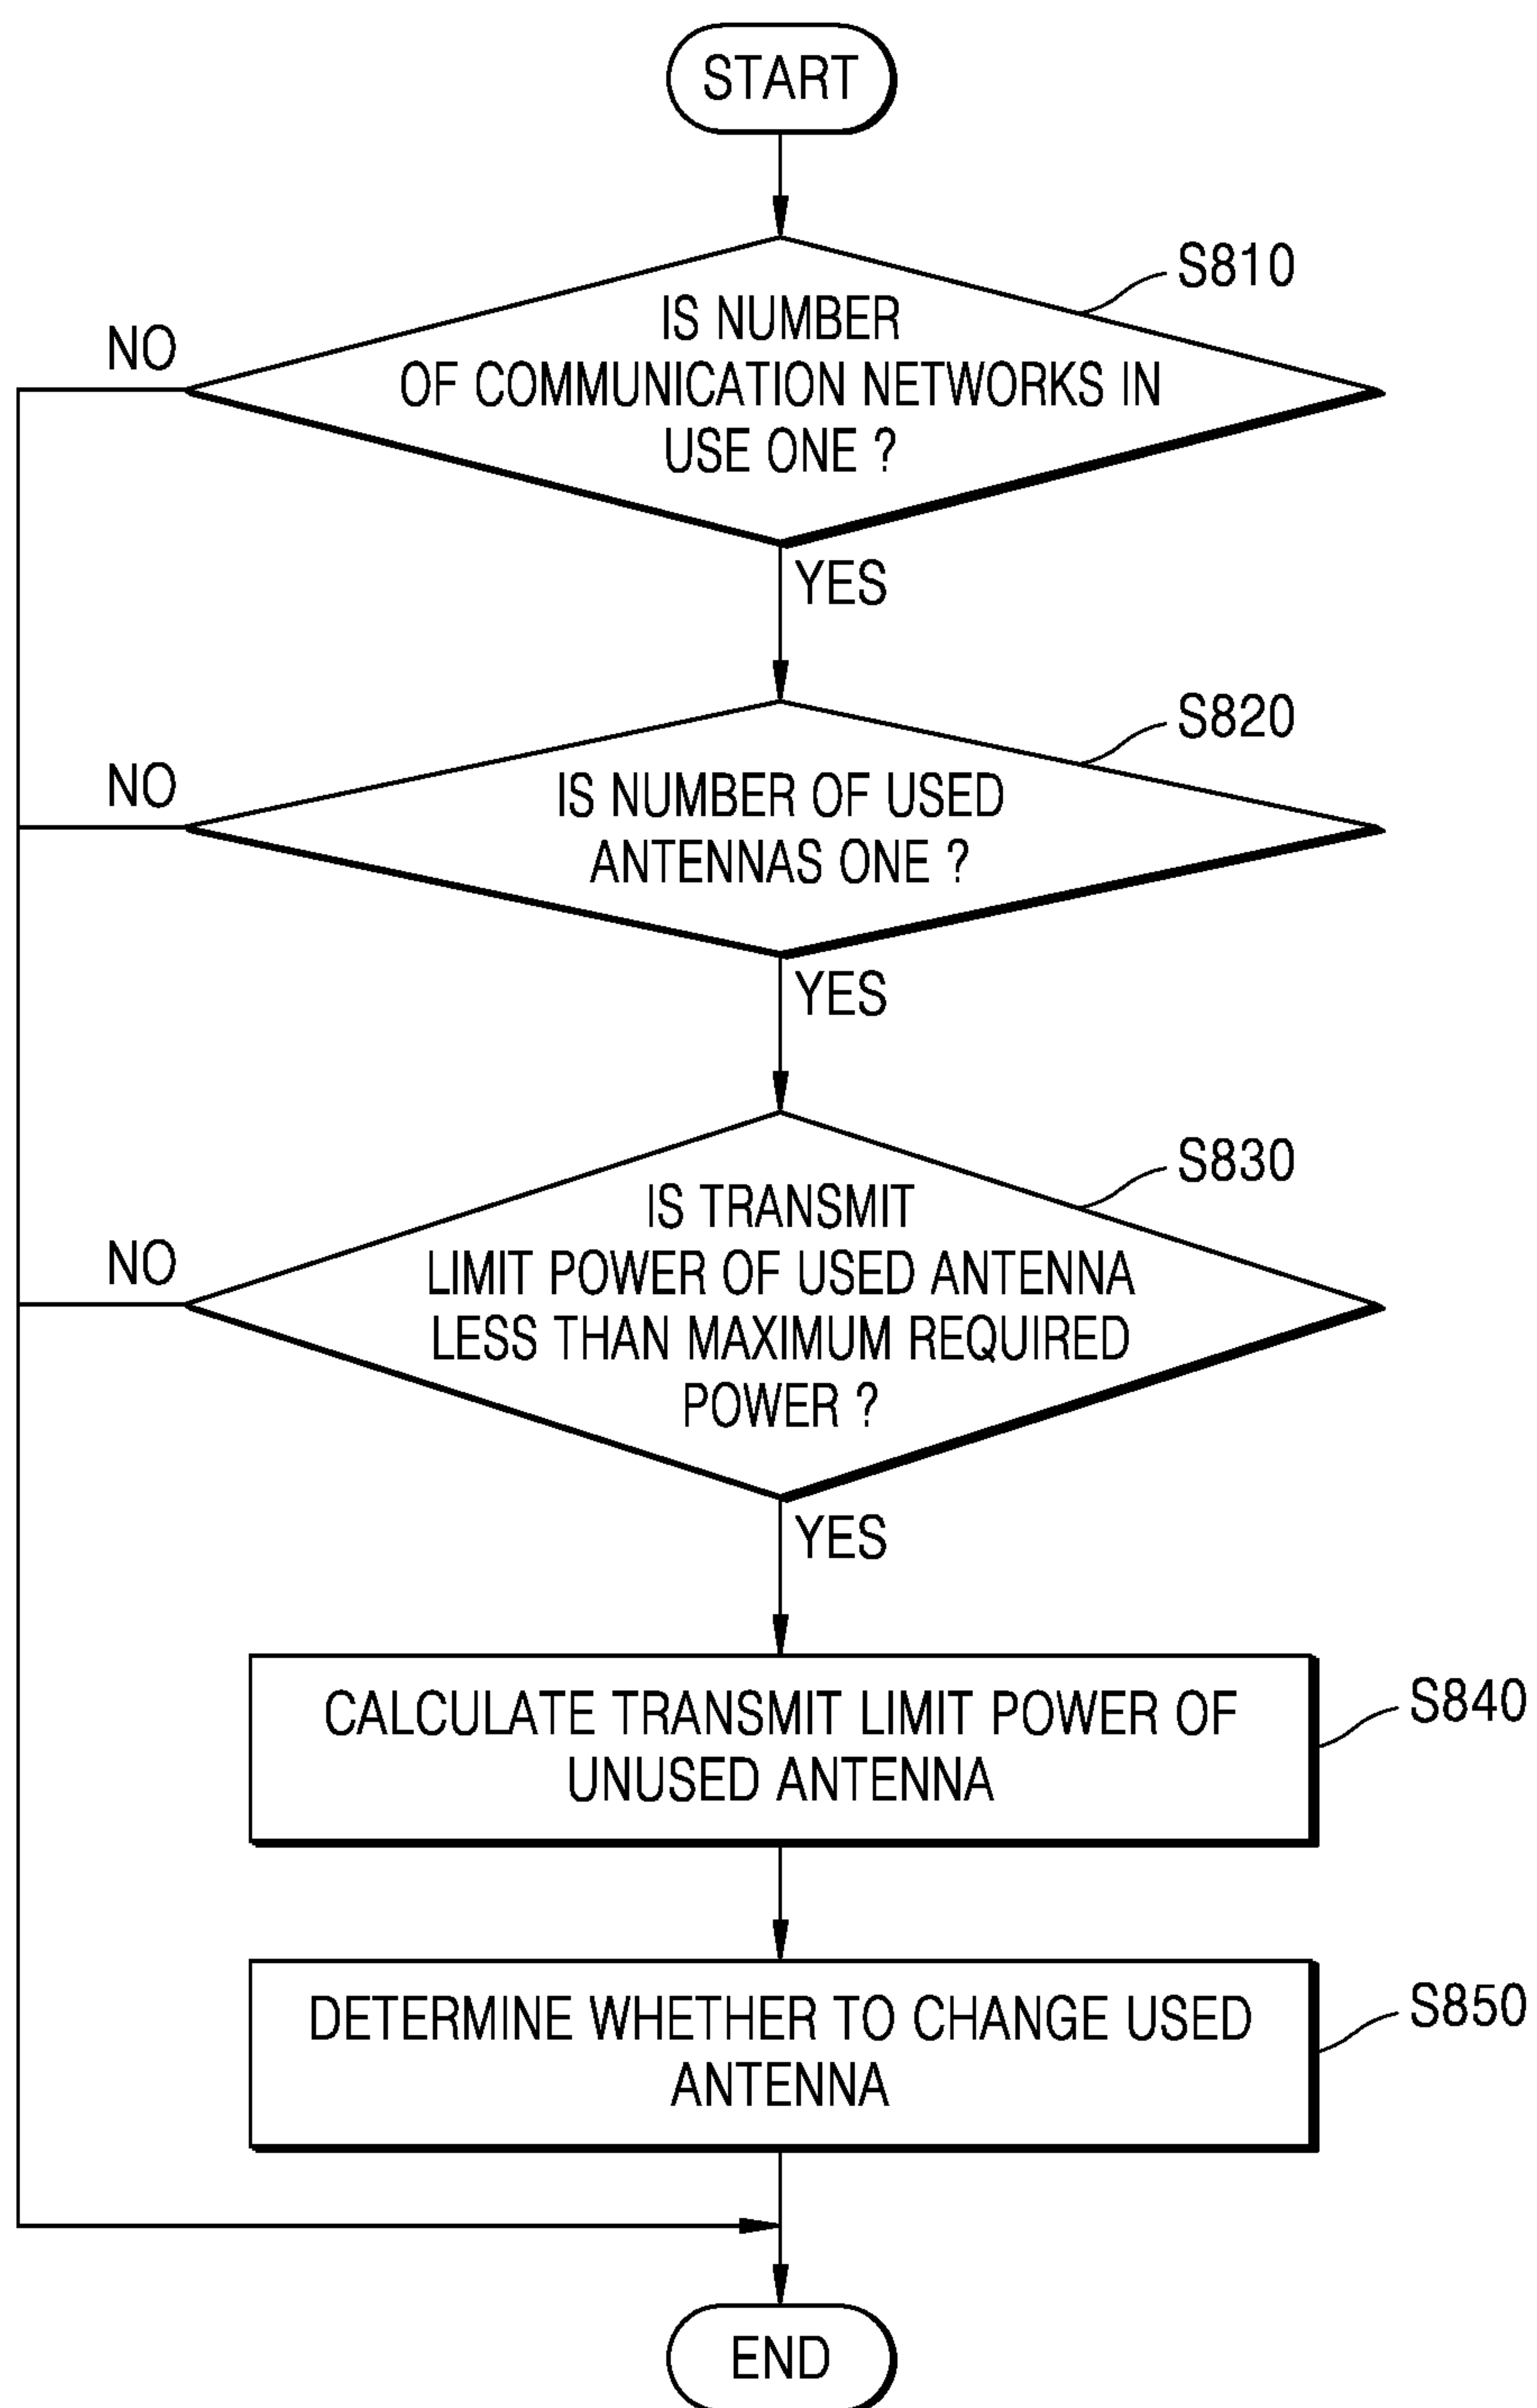 START
S810
IS NUMBER
NO
OF COMMUNICATION NETWORKS IN
USE ONE ?
YES
S820
NO
IS NUMBER OF USED
ANTENNAS ONE ?
YES
S830
IS TRANSMIT
NO
LIMIT POWER OF USED ANTENNA
LESS THAN MAXIMUM REQUIRED
POWER ?
YES
S840
CALCULATE TRANSMIT LIMIT POWER OF
UNUSED ANTENNA
S850
DETERMINE WHETHER TO CHANGE USED
ANTENNA
END